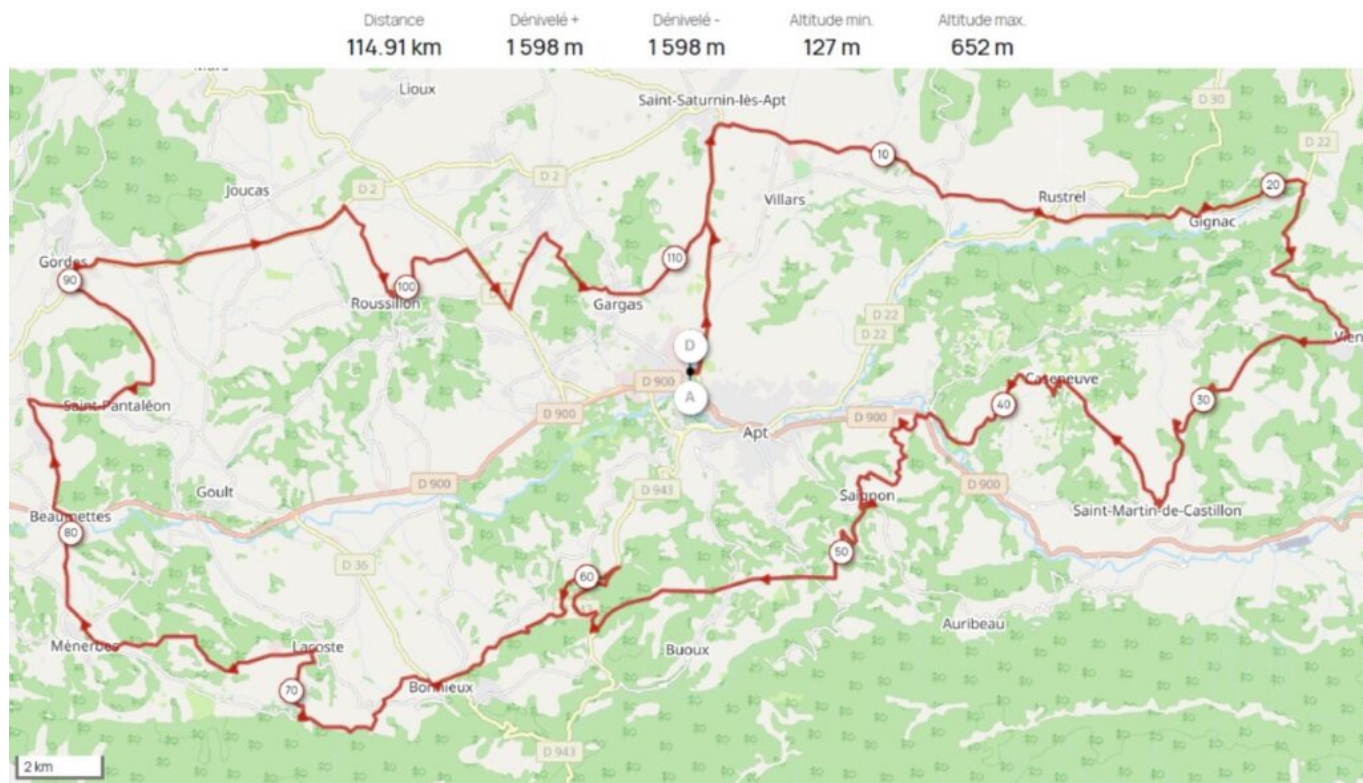 Distance Dénivelé + Dénivelé - Altitude min. Altitude max.
114.91 km 1 598 m 1 598 m 127 m 652 m
Lioux
Saint-Saturnin-lès-Apt
D 30
D 22
10
D 2
D 2
Joucas
Villars
Rustrel
20
Gignac
Gordes
90
110
100
Roussillon
Gargas
D 22
D 22
D
D 900
A
Caseneuve
30
40
Saint-Pantaléon
D 900
D 900
Apt
D 900
D 943
Goult
Saignon
D 900
Saint-Martin-de-Castillon
Beaumettes
80
50
D 36
60
Auribeau
Ménerbes
Lacoste
Buoux
70
Bonnieux
D 943
2 km